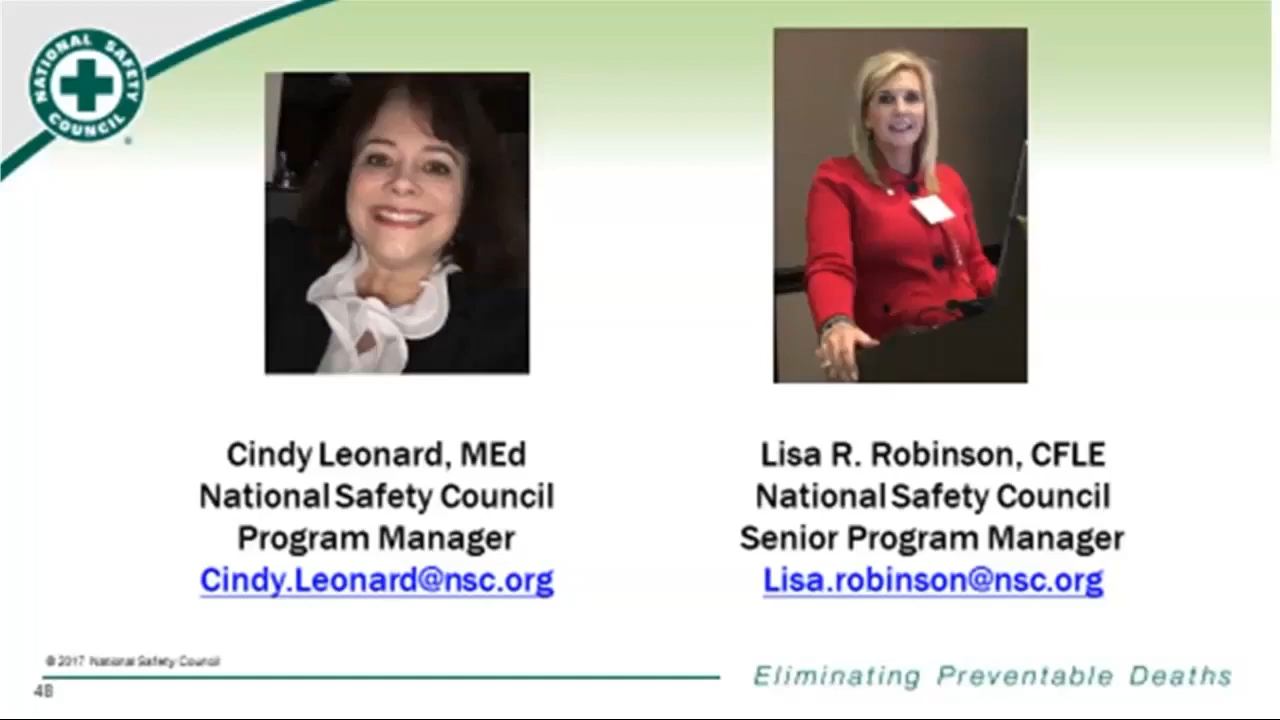 NATIONAL SAFETY COUNCIL
Cindy Leonard, MEd
National Safety Council
Program Manager
Cindy.Leonard@nsc.org
Lisa R. Robinson, CFLE
National Safety Council
Senior Program Manager
Lisa.robinson@nsc.org
© 2017 National Safety Council
48
Eliminating Preventable Deaths